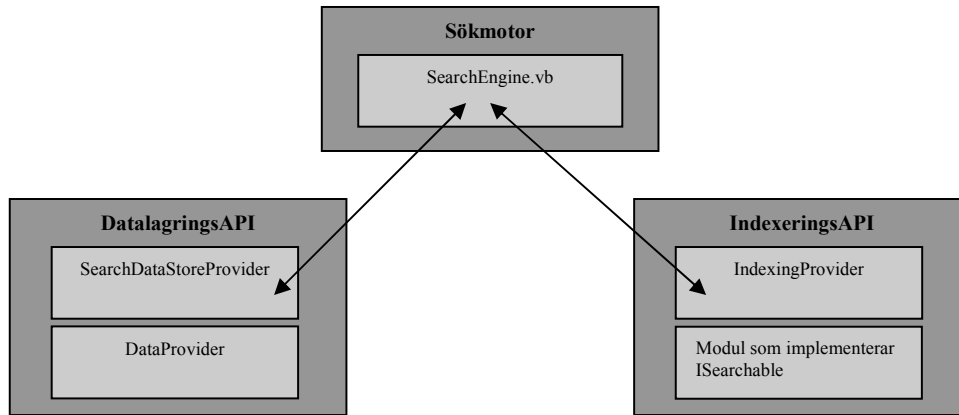 Sökmotor
SearchEngine.vb
DatalagringsAPI
SearchDataStoreProvider
DataProvider
IndexeringsAPI
IndexingProvider
Modul som implementerar
ISearchable